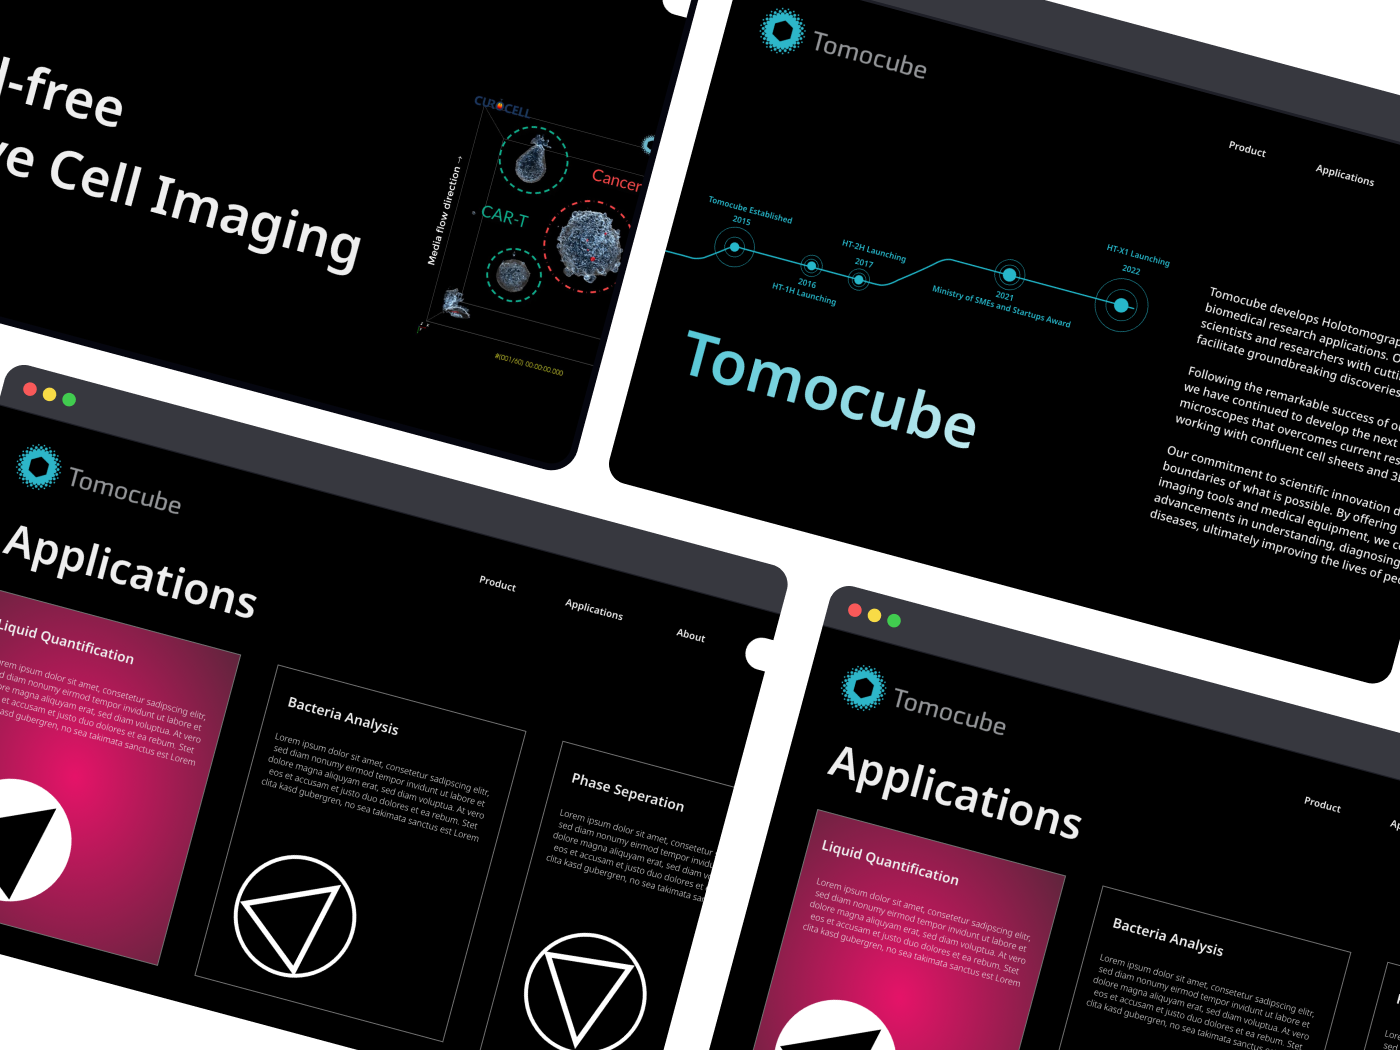 -free
Cell Imaging
CUROCELL
Media flow direction →
Cancer
CAR-T
#(001/60) 00:00:00.000
Tomocube
Product
Applications
Tomocube Established
2015
2016
HT-1H Launching
HT-2H Launching
2017
2021
Ministry of SMEs and Startups Award
HT-X1 Launching
2022
Tomocube
Tomocube develops
biomedical research applications.
scientists and researchers with
facilitate groundbreaking discoveries
Following the remarkable success of
we have continued to develop the next
microscopes that overcomes current
working with confluent cell sheets and
Our commitment to scientific innovation
boundaries of what is possible. By offering
imaging tools and medical equipment, we
advancements in understanding, diagnosing
diseases, ultimately improving the lives of
Tomocube
Applications
Product
Applications
About
Liquid Quantification
ipsum dolor sit amet, consetetur sadipscing elitr,
diam nonumy eirmod tempor invidunt ut labore et
magna aliquyam erat, sed diam voluptua. At vero
et accusam et justo duo dolores et ea rebum. Stet
kasd gubergren, no sea takimata sanctus est Lorem
Bacteria Analysis
Lorem ipsum dolor sit amet, consetetur sadipscing elitr,
sed diam nonumy eirmod tempor invidunt ut labore et
dolore magna aliquyam erat, sed diam voluptua. At vero
eos et accusam et justo duo dolores et ea rebum. Stet
clita kasd gubergren, no sea takimata sanctus est Lorem
Phase Seperation
Lorem ipsum dolor sit amet, consetetur
sed diam nonumy eirmod tempor
dolore magna aliquyam erat, sed diam
eos et accusam et justo duo dolores et
clita kasd gubergren, no sea takimata
Tomocube
Applications
Product
Liquid Quantification
Lorem ipsum dolor sit amet, consetetur sadipscing elitr,
sed diam nonumy eirmod tempor invidunt ut labore et
dolore magna aliquyam erat, sed diam voluptua. At vero
eos et accusam et justo duo dolores et ea rebum. Stet
clita kasd gubergren, no sea takimata sanctus est Lorem
Bacteria Analysis
Lorem ipsum dolor sit amet, consetetur sadipscing elitr,
sed diam nonumy eirmod tempor invidunt ut labore et
dolore magna aliquyam erat, sed diam voluptua. At vero
eos et accusam et justo duo dolores et ea rebum. Stet
clita kasd gubergren, no sea takimata sanctus est Lorem